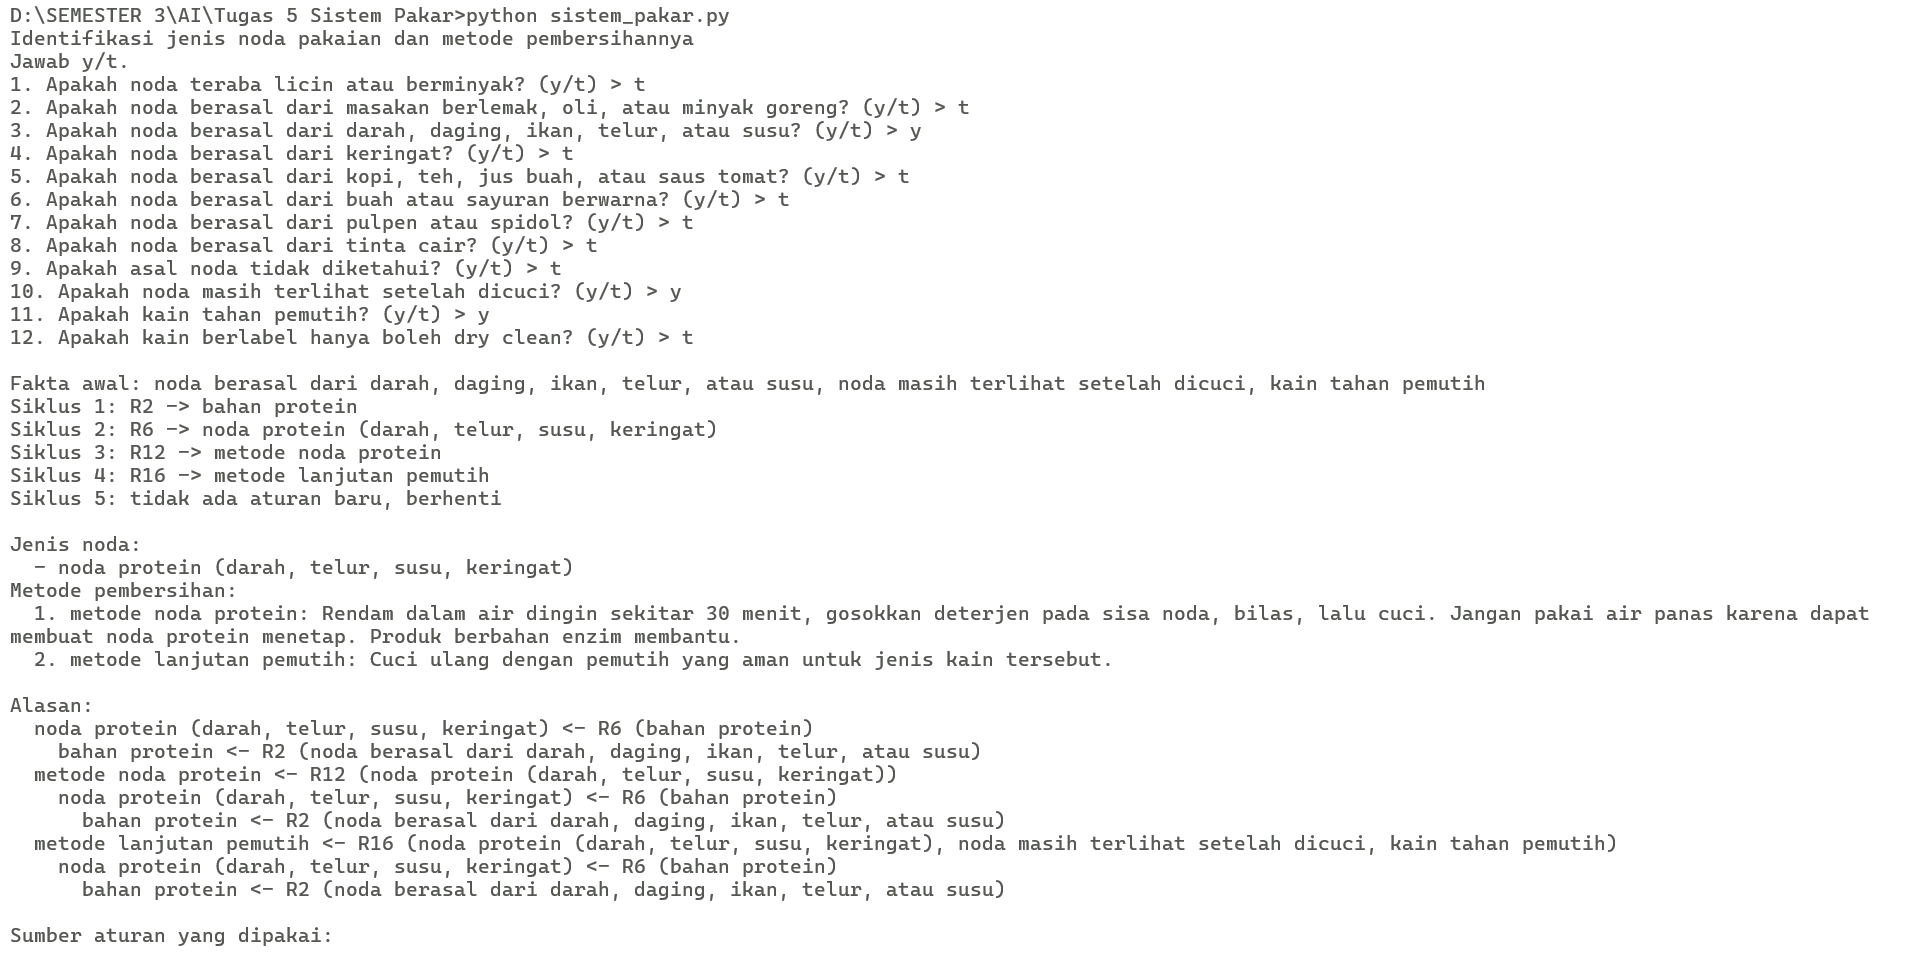 D:\SEMESTER 3\AI\Tugas 5 Sistem Pakar>python sistem_pakar.py
Identifikasi jenis noda pakaian dan metode pembersihannya
Jawab y/t.
1. Apakah noda teraba licin atau berminyak? (y/t) > t
2. Apakah noda berasal dari masakan berlemak, oli, atau minyak goreng? (y/t) > t
3. Apakah noda berasal dari darah, daging, ikan, telur, atau susu? (y/t) > y
4. Apakah noda berasal dari keringat? (y/t) > t
5. Apakah noda berasal dari kopi, teh, jus buah, atau saus tomat? (y/t) > t
6. Apakah noda berasal dari buah atau sayuran berwarna? (y/t) > t
7. Apakah noda berasal dari pulpen atau spidol? (y/t) > t
8. Apakah noda berasal dari tinta cair? (y/t) > t
9. Apakah asal noda tidak diketahui? (y/t) > t
10. Apakah noda masih terlihat setelah dicuci? (y/t) > y
11. Apakah kain tahan pemutih? (y/t) > y
12. Apakah kain berlabel hanya boleh dry clean? (y/t) > t

Fakta awal: noda berasal dari darah, daging, ikan, telur, atau susu, noda masih terlihat setelah dicuci, kain tahan pemutih
Siklus 1: R2 -> bahan protein
Siklus 2: R6 -> noda protein (darah, telur, susu, keringat)
Siklus 3: R12 -> metode noda protein
Siklus 4: R16 -> metode lanjutan pemutih
Siklus 5: tidak ada aturan baru, berhenti

Jenis noda:
  - noda protein (darah, telur, susu, keringat)
Metode pembersihan:
  1. metode noda protein: Rendam dalam air dingin sekitar 30 menit, gosokkan deterjen pada sisa noda, bilas, lalu cuci. Jangan pakai air panas karena dapat
membuat noda protein menetap. Produk berbahan enzim membantu.
  2. metode lanjutan pemutih: Cuci ulang dengan pemutih yang aman untuk jenis kain tersebut.

Alasan:
  noda protein (darah, telur, susu, keringat) <- R6 (bahan protein)
    bahan protein <- R2 (noda berasal dari darah, daging, ikan, telur, atau susu)
  metode noda protein <- R12 (noda protein (darah, telur, susu, keringat))
    noda protein (darah, telur, susu, keringat) <- R6 (bahan protein)
      bahan protein <- R2 (noda berasal dari darah, daging, ikan, telur, atau susu)
  metode lanjutan pemutih <- R16 (noda protein (darah, telur, susu, keringat), noda masih terlihat setelah dicuci, kain tahan pemutih)
    noda protein (darah, telur, susu, keringat) <- R6 (bahan protein)
      bahan protein <- R2 (noda berasal dari darah, daging, ikan, telur, atau susu)

Sumber aturan yang dipakai: